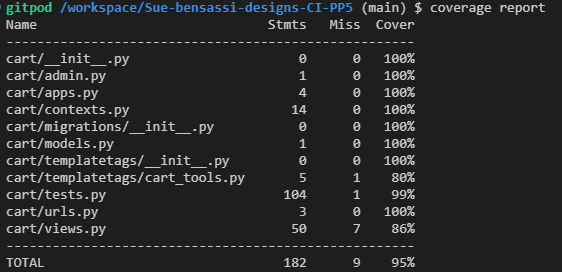 gitpod /workspace/Sue-bensassi-designs-CI-PP5 (main) $ coverage report
Name                              Stmts   Miss  Cover
-----------------------------------------------------
cart/__init__.py                      0      0   100%
cart/admin.py                         1      0   100%
cart/apps.py                          4      0   100%
cart/contexts.py                     14      0   100%
cart/migrations/__init__.py           0      0   100%
cart/models.py                        1      0   100%
cart/templatetags/__init__.py         0      0   100%
cart/templatetags/cart_tools.py       5      1    80%
cart/tests.py                       104      1    99%
cart/urls.py                          3      0   100%
cart/views.py                        50      7    86%
-----------------------------------------------------
TOTAL                               182      9    95%